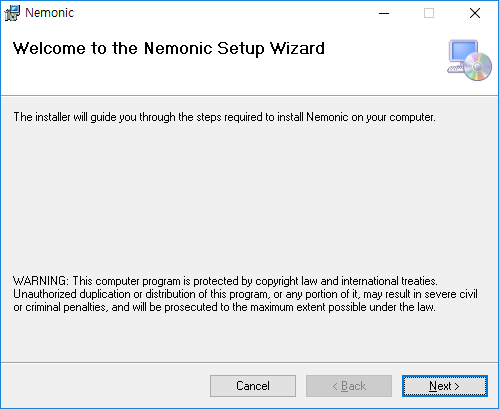 Nemonic
Welcome to the Nemonic Setup Wizard
The installer will guide you through the steps required to install Nemonic on your computer.
WARNING: This computer program is protected by copyright law and international treaties.
Unauthorized duplication or distribution of this program, or any portion of it, may result in severe civil
or criminal penalties, and will be prosecuted to the maximum extent possible under the law.
Cancel
< Back
Next >